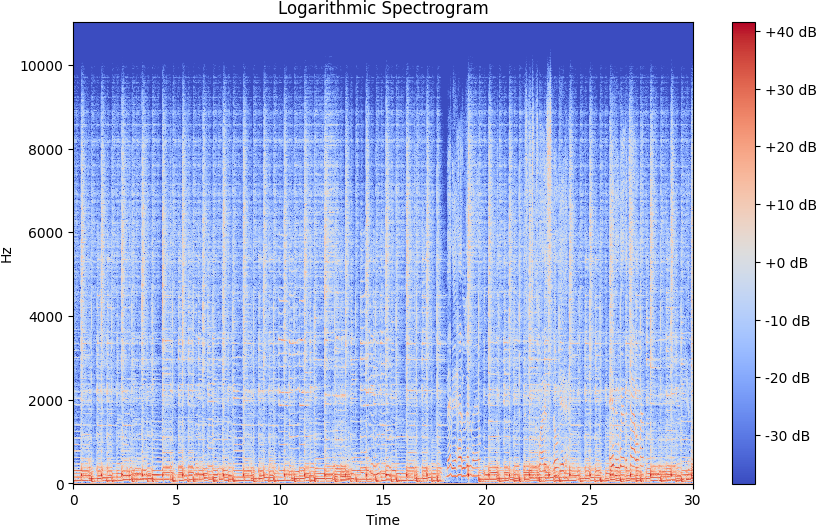 Logarithmic Spectrogram
Hz
10000
8000
6000
4000
2000
0
0 5 10 15 20 25 30
Time
+40 dB
+30 dB
+20 dB
+10 dB
+0 dB
-10 dB
-20 dB
-30 dB